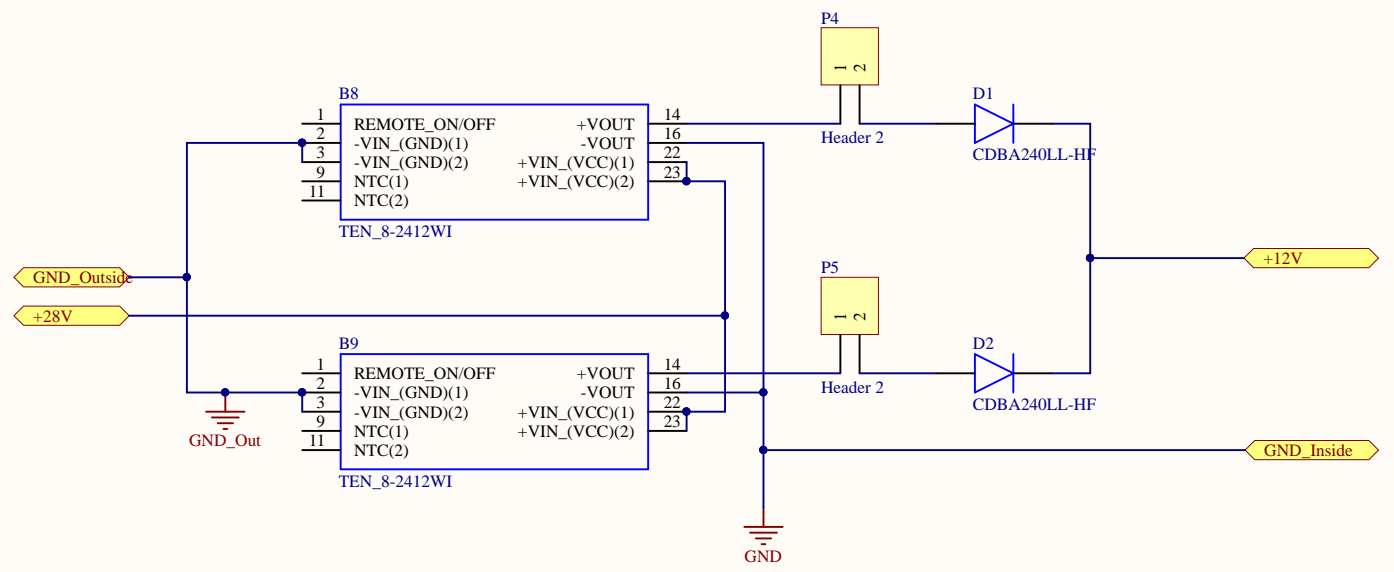 P4
1 2
Header 2
D1
CDBA240LL-HF
B8
1 REMOTE_ON/OFF +VOUT 14
2 -VIN_(GND)(1) -VOUT 16
3 -VIN_(GND)(2) +VIN_(VCC)(1) 22
9 NTC(1) +VIN_(VCC)(2) 23
11 NTC(2)
TEN_8-2412WI
GND_Outside
+28V
+12V
P5
1 2
Header 2
D2
CDBA240LL-HF
B9
1 REMOTE_ON/OFF +VOUT 14
2 -VIN_(GND)(1) -VOUT 16
3 -VIN_(GND)(2) +VIN_(VCC)(1) 22
9 NTC(1) +VIN_(VCC)(2) 23
11 NTC(2)
TEN_8-2412WI
GND_Out
GND_Inside
GND